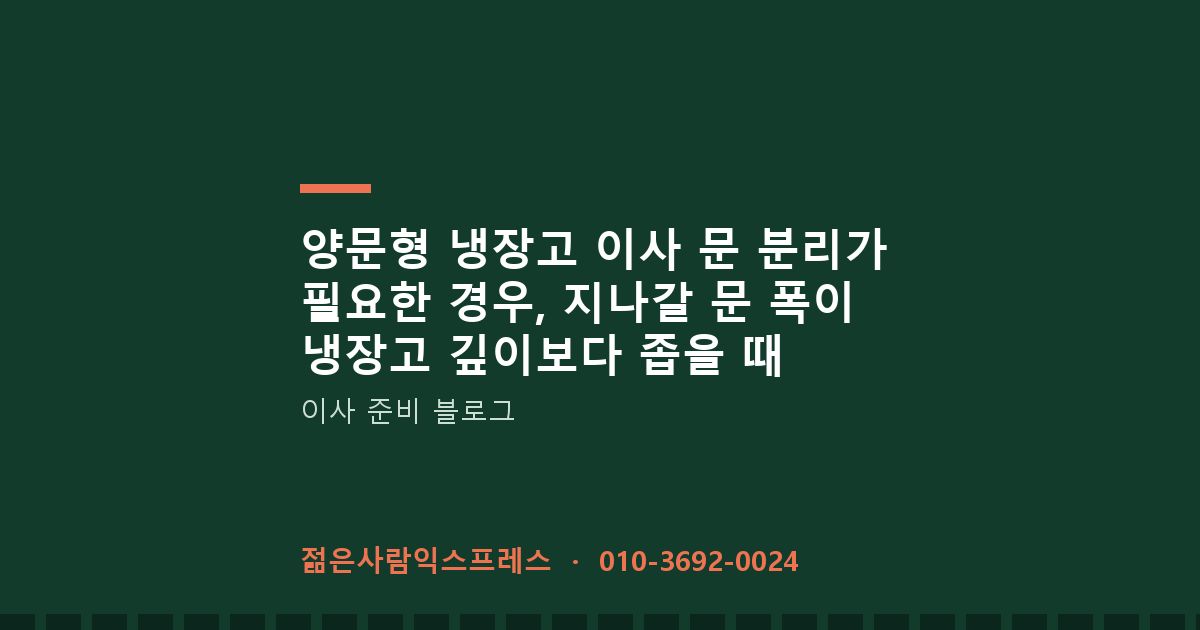 양문형 냉장고 이사 문 분리가
필요한 경우, 지나갈 문 폭이
냉장고 깊이보다 좁을 때
이사 준비 블로그
젊은사람익스프레스 · 010-3692-0024